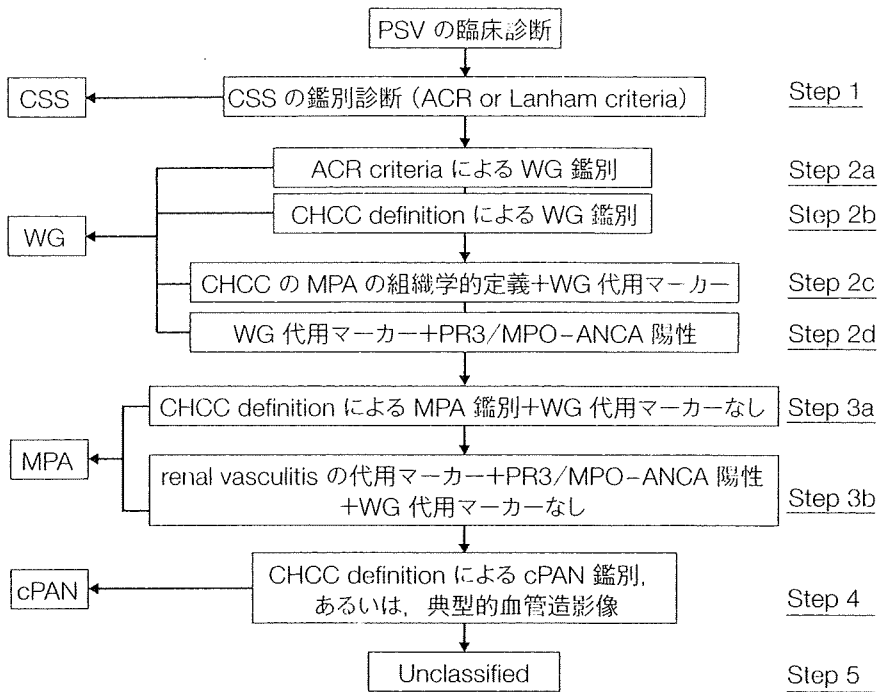 PSV の臨床診断
CSS
CSS の鑑別診断（ACR or Lanham criteria）
Step 1
ACR criteria による WG 鑑別
Step 2a
WG
CHCC definition による WG 鑑別
Step 2b
CHCC の MPA の組織学的定義+WG 代用マーカー
Step 2c
WG 代用マーカー+PR3/MPO-ANCA 陽性
Step 2d
CHCC definition による MPA 鑑別+WG 代用マーカーなし
Step 3a
MPA
renal vasculitis の代用マーカー+PR3/MPO-ANCA 陽性
+WG 代用マーカーなし
Step 3b
cPAN
CHCC definition による cPAN 鑑別，
あるいは，典型的血管造影像
Step 4
Unclassified
Step 5